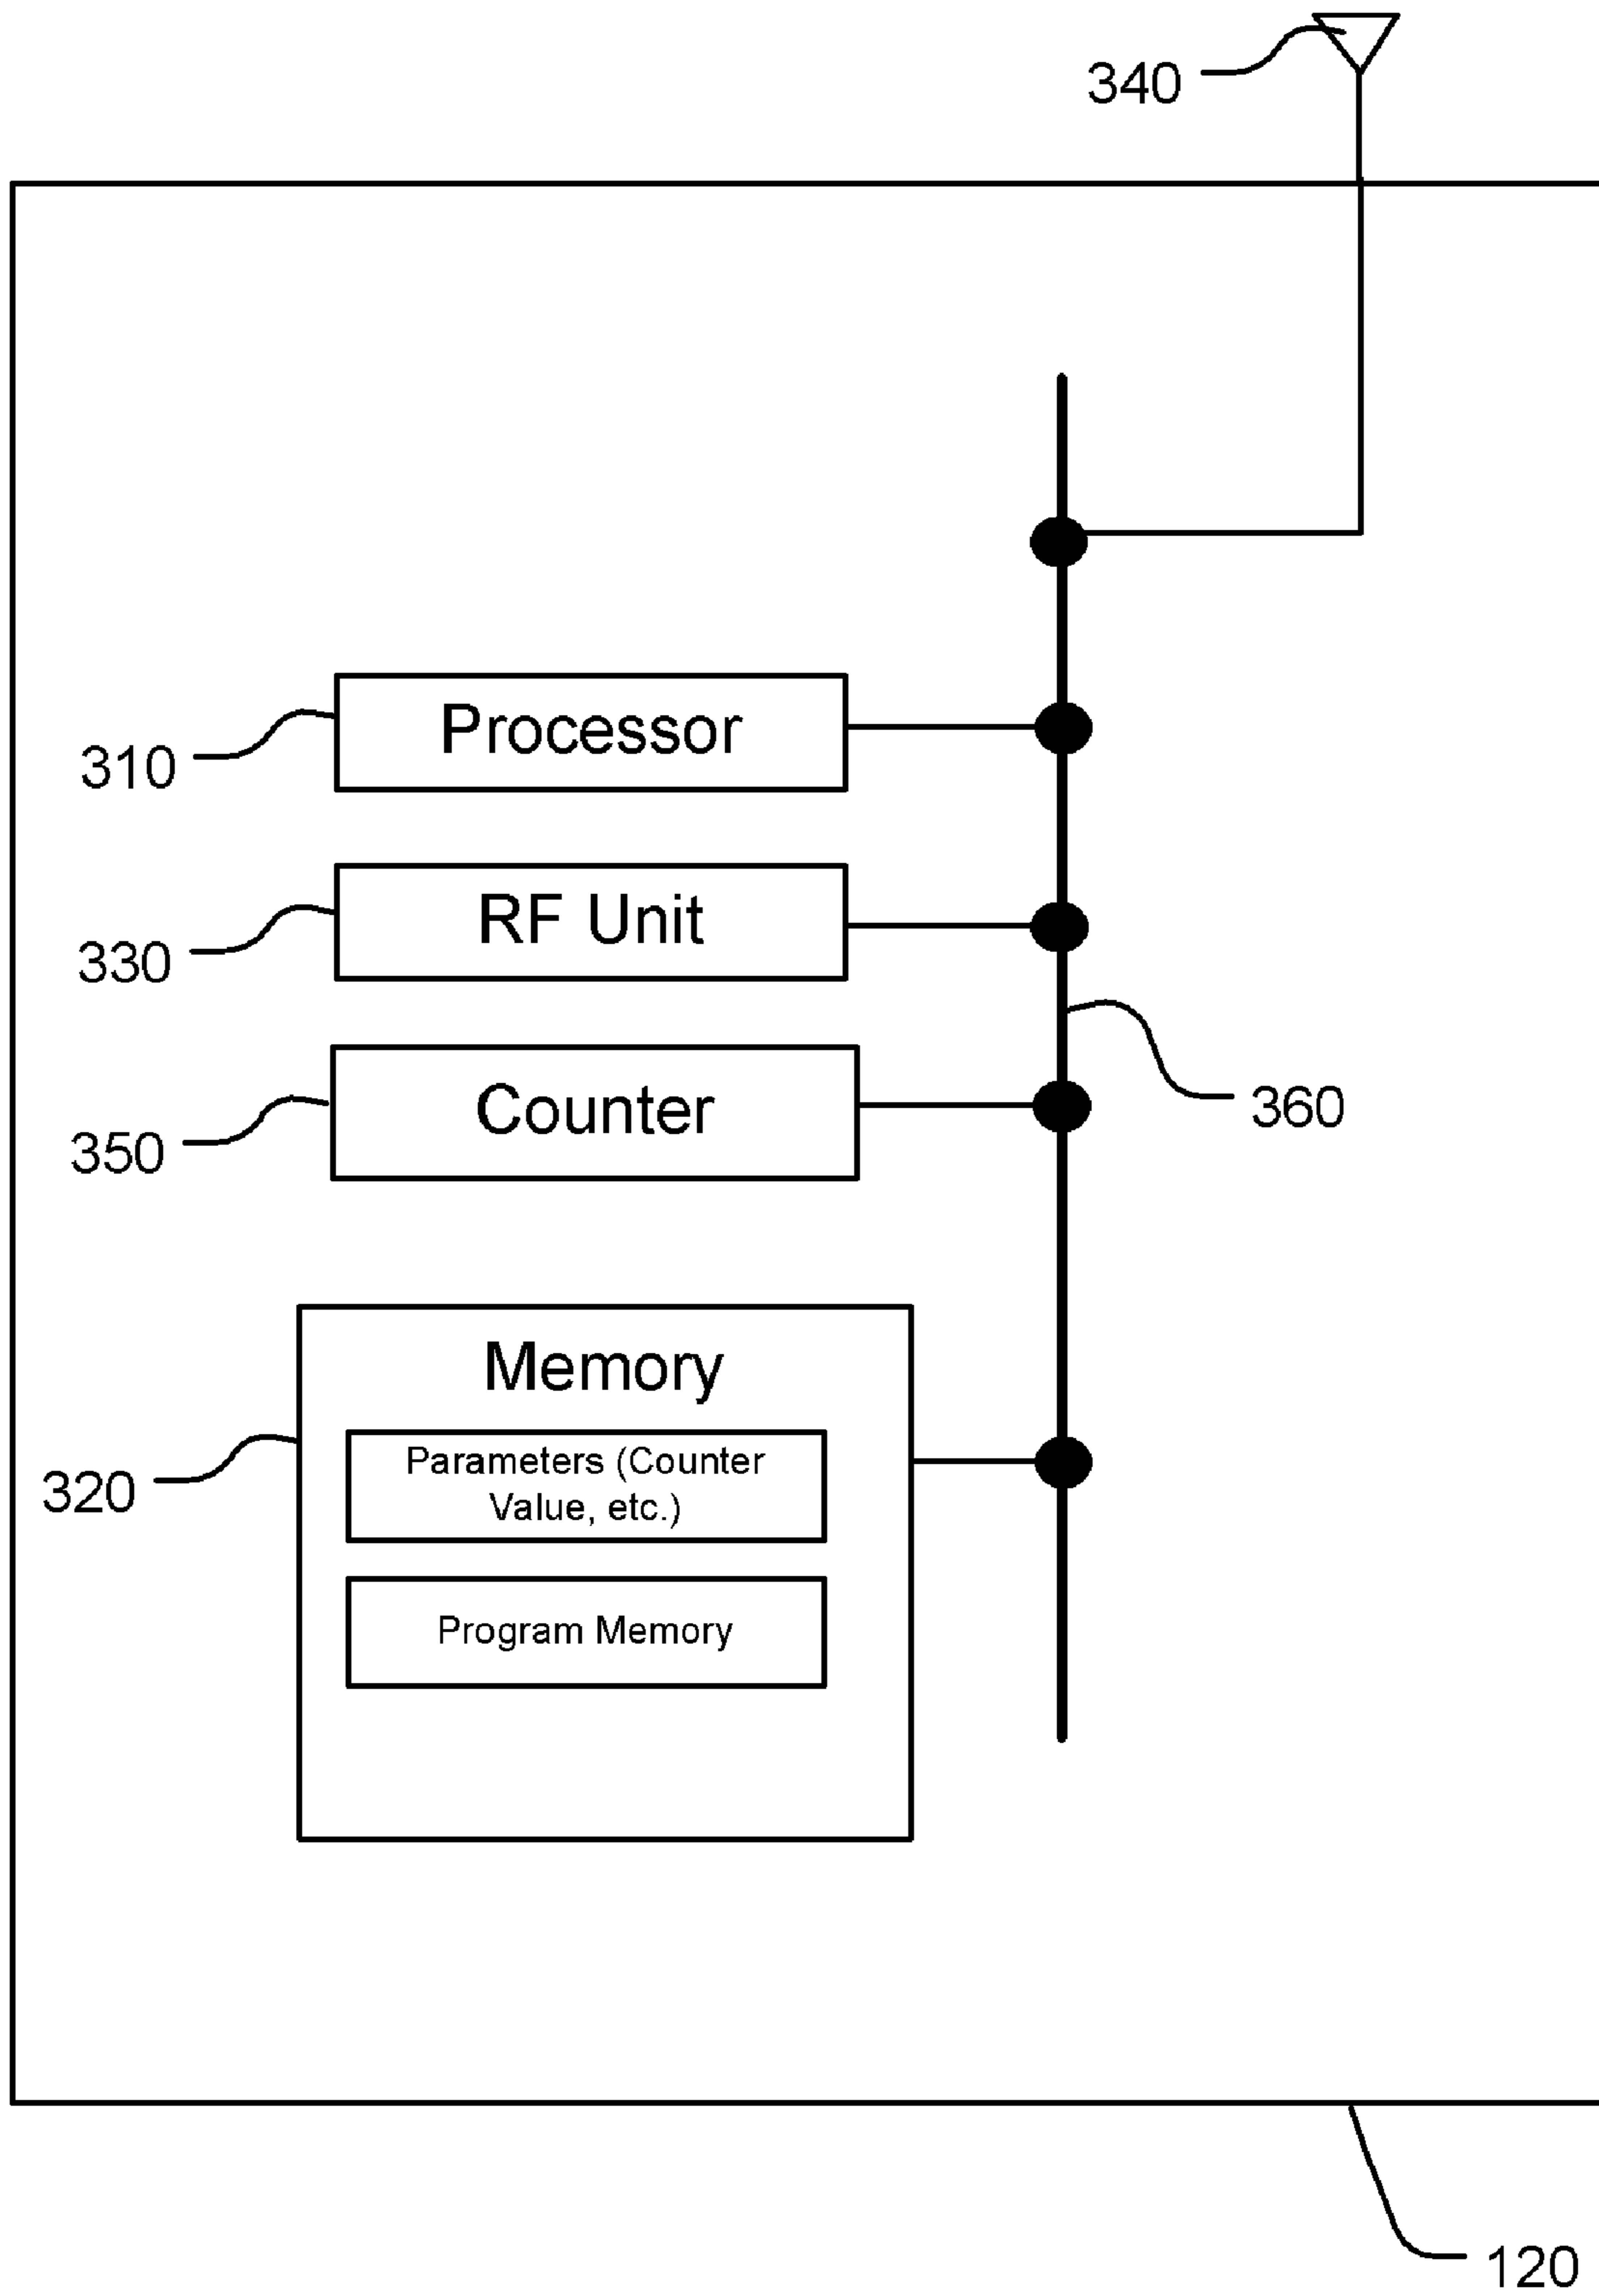 340
Processor
310
RF Unit
330
Counter
360
350
Memory
Parameters (Counter
Value, etc.)
320
Program Memory
120